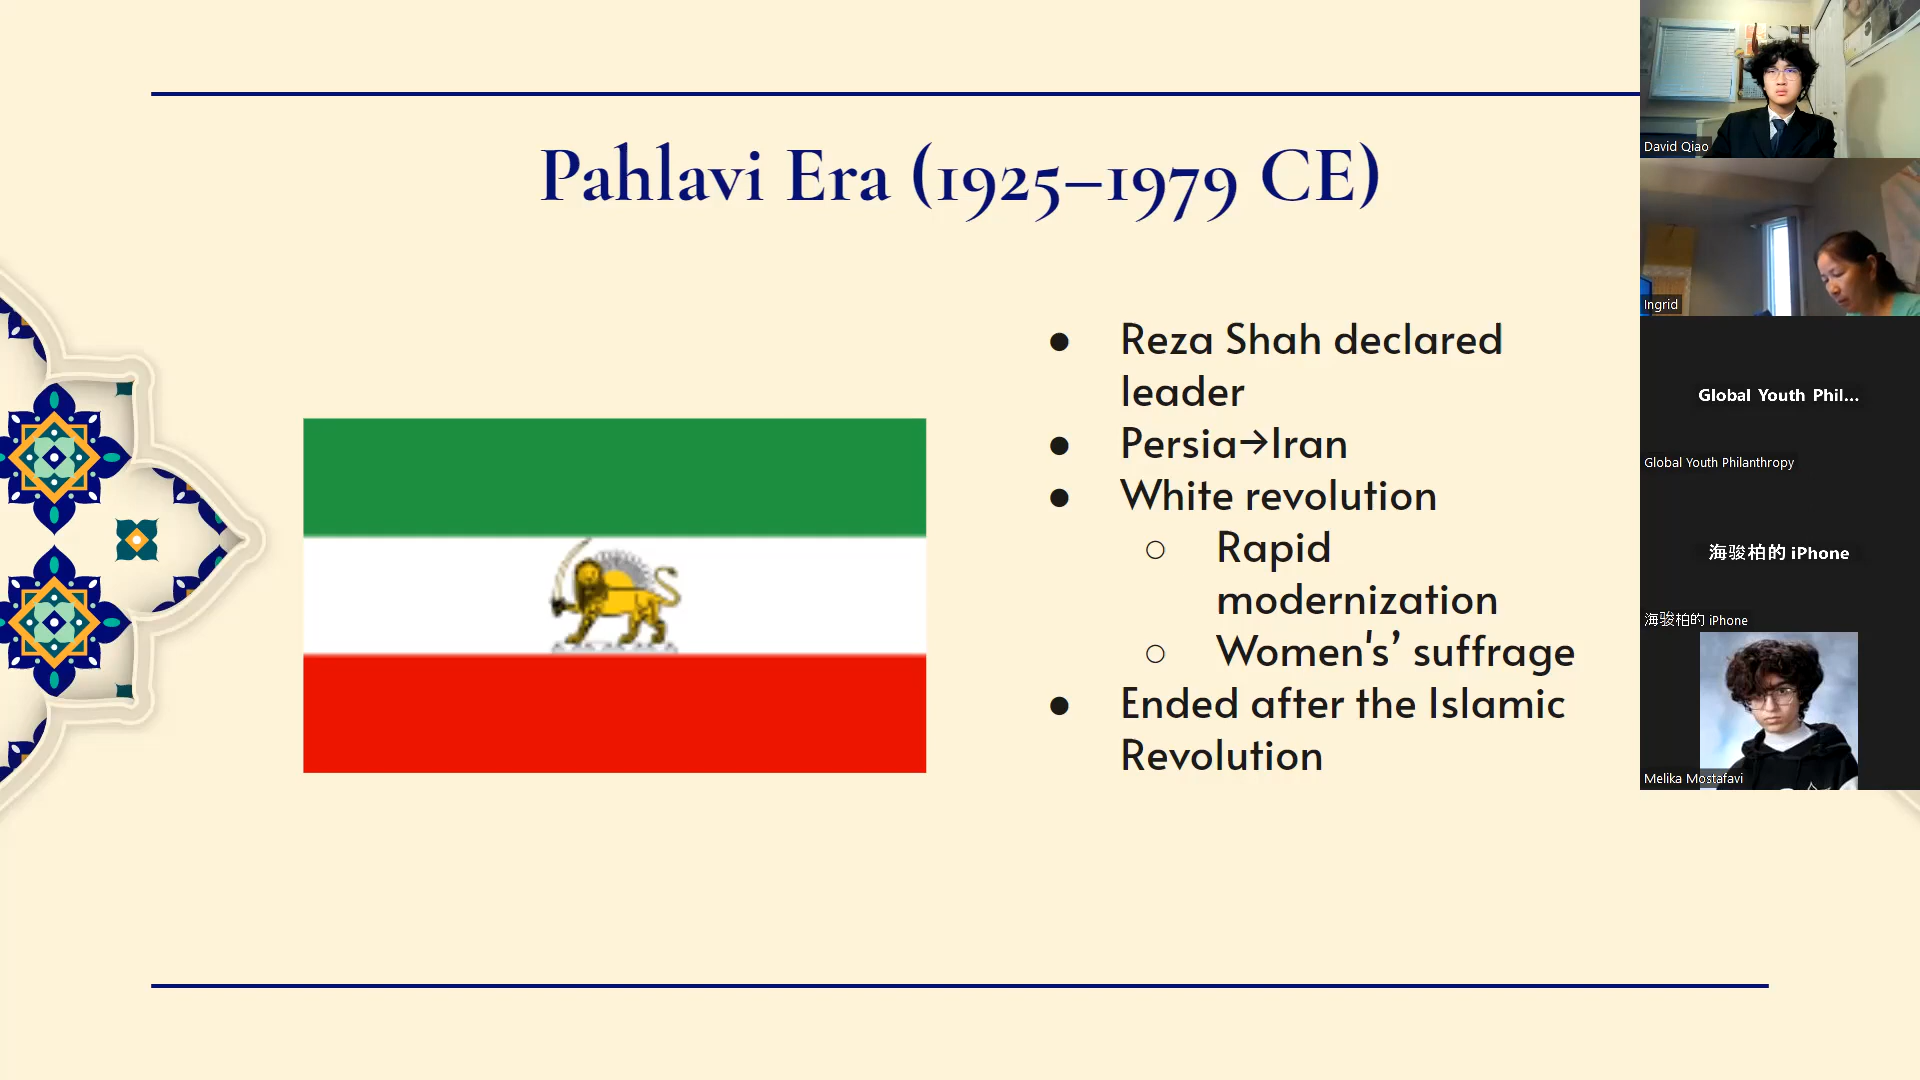 Pahlavi Era (1925–1979 CE)
● Reza Shah declared
leader
● Persia→Iran
● White revolution
○ Rapid
modernization
○ Women's’ suffrage
● Ended after the Islamic
Revolution
David Qiao
Ingrid
Global Youth Phil...
Global Youth Philanthropy
海骏柏的 iPhone
海骏柏的 iPhone
Melika Mostafavi